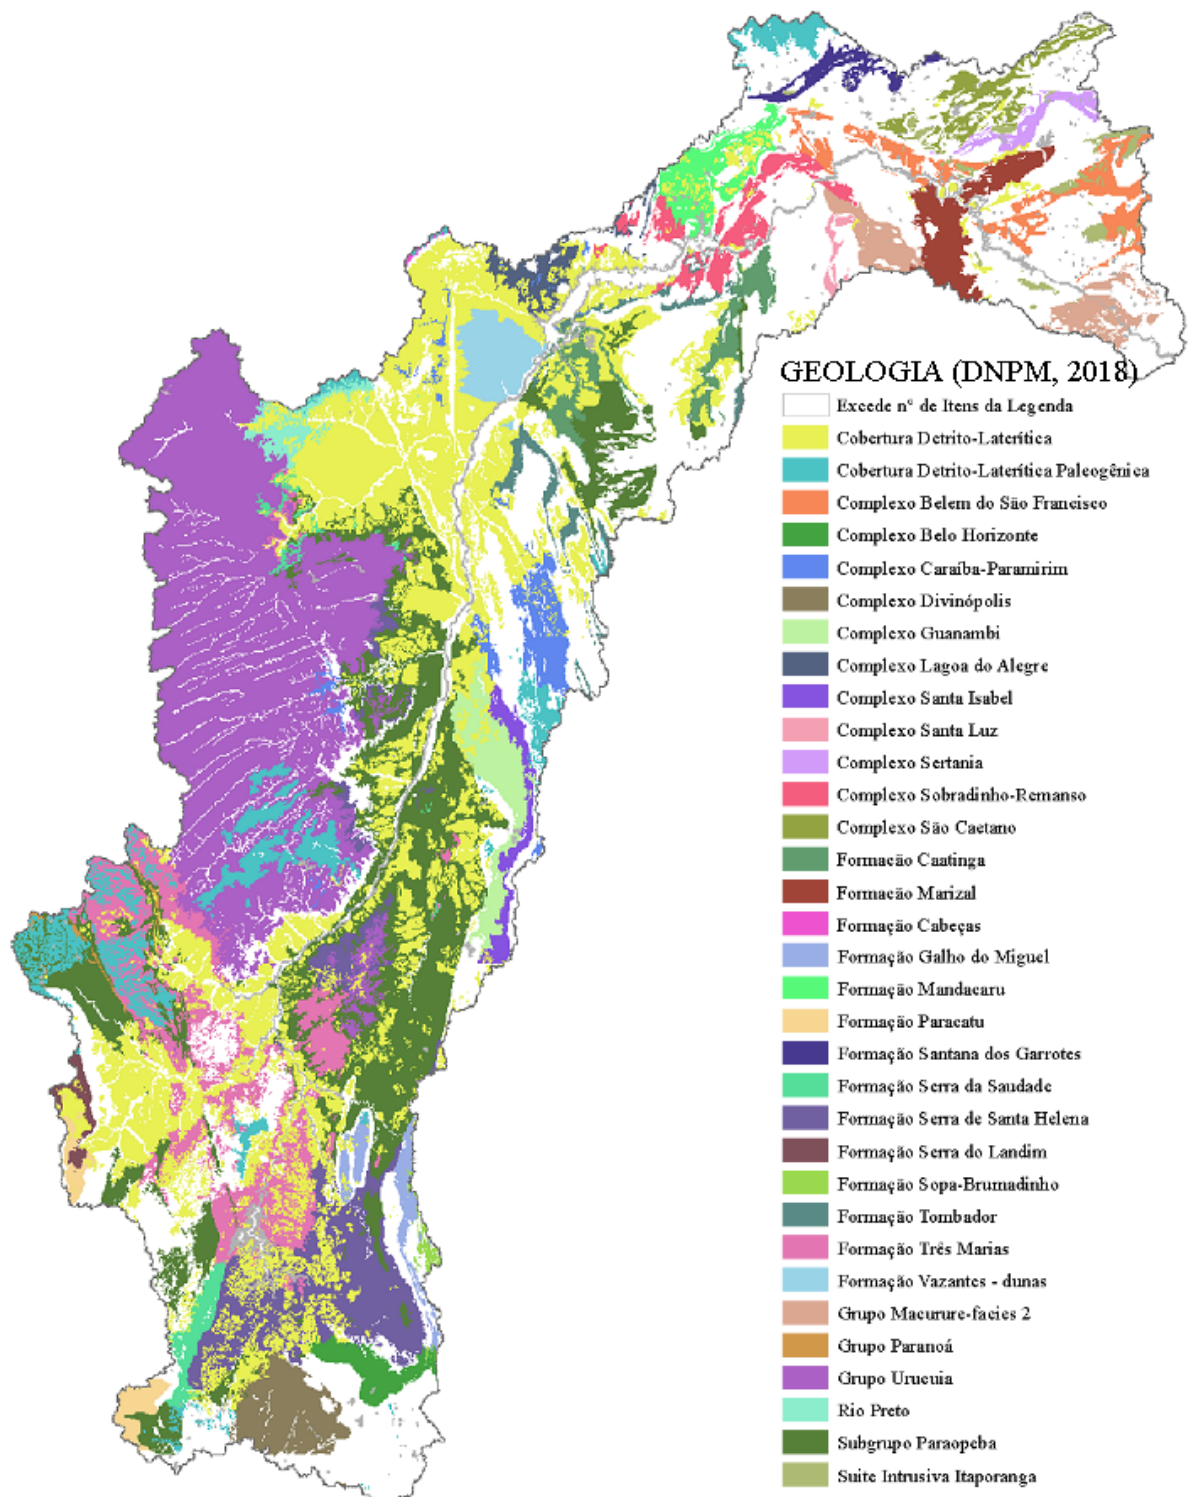 GEOLOGIA (DNPM, 2018)
Excede nº de Itens da Legenda
Cobertura Detrito-Laterítica
Cobertura Detrito-Laterítica Paleogênica
Complexo Belem do São Francisco
Complexo Belo Horizonte
Complexo Caraíba-Paramirim
Complexo Divinópolis
Complexo Guanambi
Complexo Lagoa do Alegre
Complexo Santa Isabel
Complexo Santa Luz
Complexo Sertania
Complexo Sobradinho-Remanso
Complexo São Caetano
Formacão Caatinga
Formacão Marizal
Formação Cabeças
Formação Galho do Miguel
Formação Mandacaru
Formação Paracatu
Formação Santana dos Garrotes
Formação Serra da Saudade
Formação Serra de Santa Helena
Formação Serra do Landim
Formação Sopa-Brumadinho
Formação Tombador
Formação Três Marias
Formação Vazantes - dunas
Grupo Macurure-facies 2
Grupo Paranoá
Grupo Urucuia
Rio Preto
Subgrupo Paraopeba
Suite Intrusiva Itaporanga